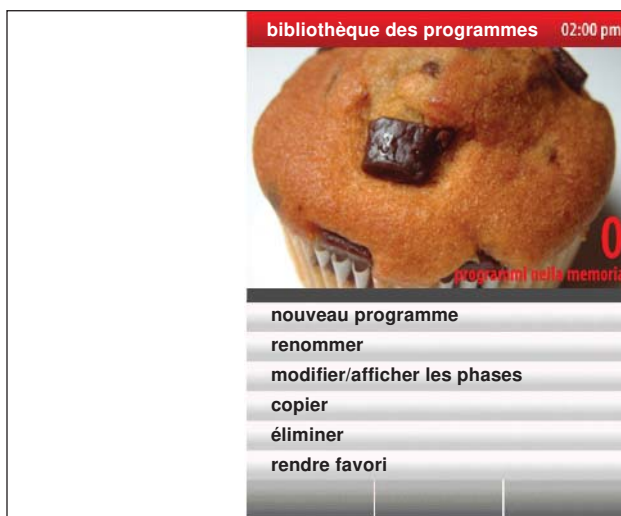 bibliothèque des programmes 02:00 pm
0
programmi nella memoria
nouveau programme
renommer
modifier/afficher les phases
copier
éliminer
rendre favori